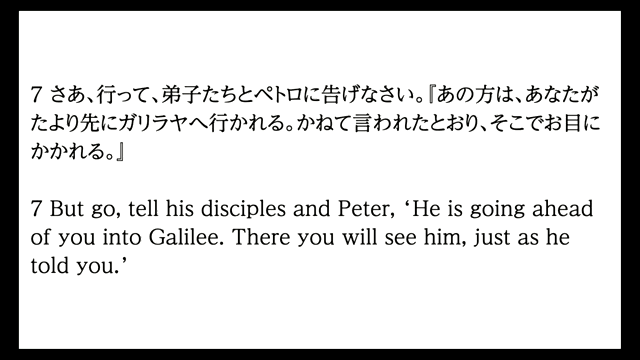 7 さあ、行って、弟子たちとペトロに告げなさい。『あの方は、あなたが
たより先にガリラヤへ行かれる。かねて言われたとおり、そこでお目に
かかれる。』
7 But go, tell his disciples and Peter, ‘He is going ahead
of you into Galilee. There you will see him, just as he
told you.’